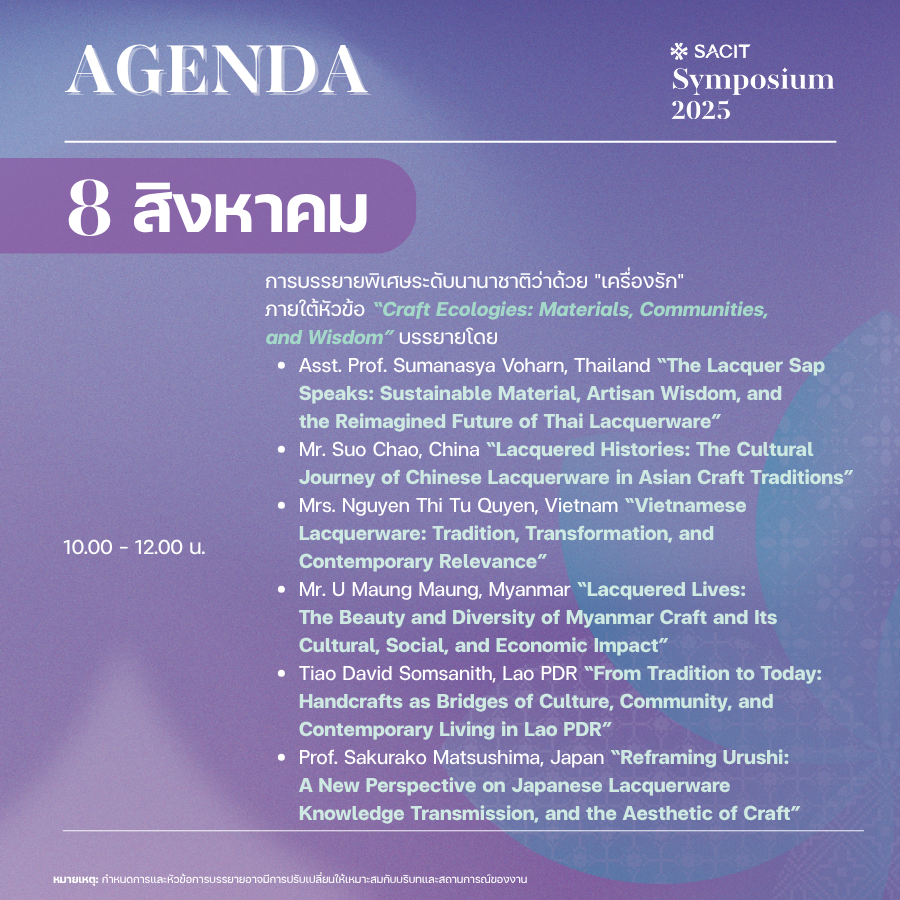 AGENDA
SACIT
Symposium
2025
8 สิงหาคม
การบรรยายพิเศษระดับนานาชาติว่าด้วย "เครื่องรัก"
ภายใต้หัวข้อ “Craft Ecologies: Materials, Communities,
and Wisdom” บรรยายโดย
• Asst. Prof. Sumanasya Voharn, Thailand “The Lacquer Sap
Speaks: Sustainable Material, Artisan Wisdom, and
the Reimagined Future of Thai Lacquerware”
• Mr. Suo Chao, China “Lacquered Histories: The Cultural
Journey of Chinese Lacquerware in Asian Craft Traditions”
• Mrs. Nguyen Thi Tu Quyen, Vietnam “Vietnamese
Lacquerware: Tradition, Transformation, and
Contemporary Relevance”
10.00 - 12.00 น.
• Mr. U Maung Maung, Myanmar “Lacquered Lives:
The Beauty and Diversity of Myanmar Craft and Its
Cultural, Social, and Economic Impact”
• Tiao David Somsanith, Lao PDR “From Tradition to Today:
Handcrafts as Bridges of Culture, Community, and
Contemporary Living in Lao PDR”
• Prof. Sakurako Matsushima, Japan “Reframing Urushi:
A New Perspective on Japanese Lacquerware
Knowledge Transmission, and the Aesthetic of Craft”
หมายเหตุ: กำหนดการและหัวข้อการบรรยายอาจมีการปรับเปลี่ยนให้เหมาะสมกับบริบทและสถานการณ์ของงาน